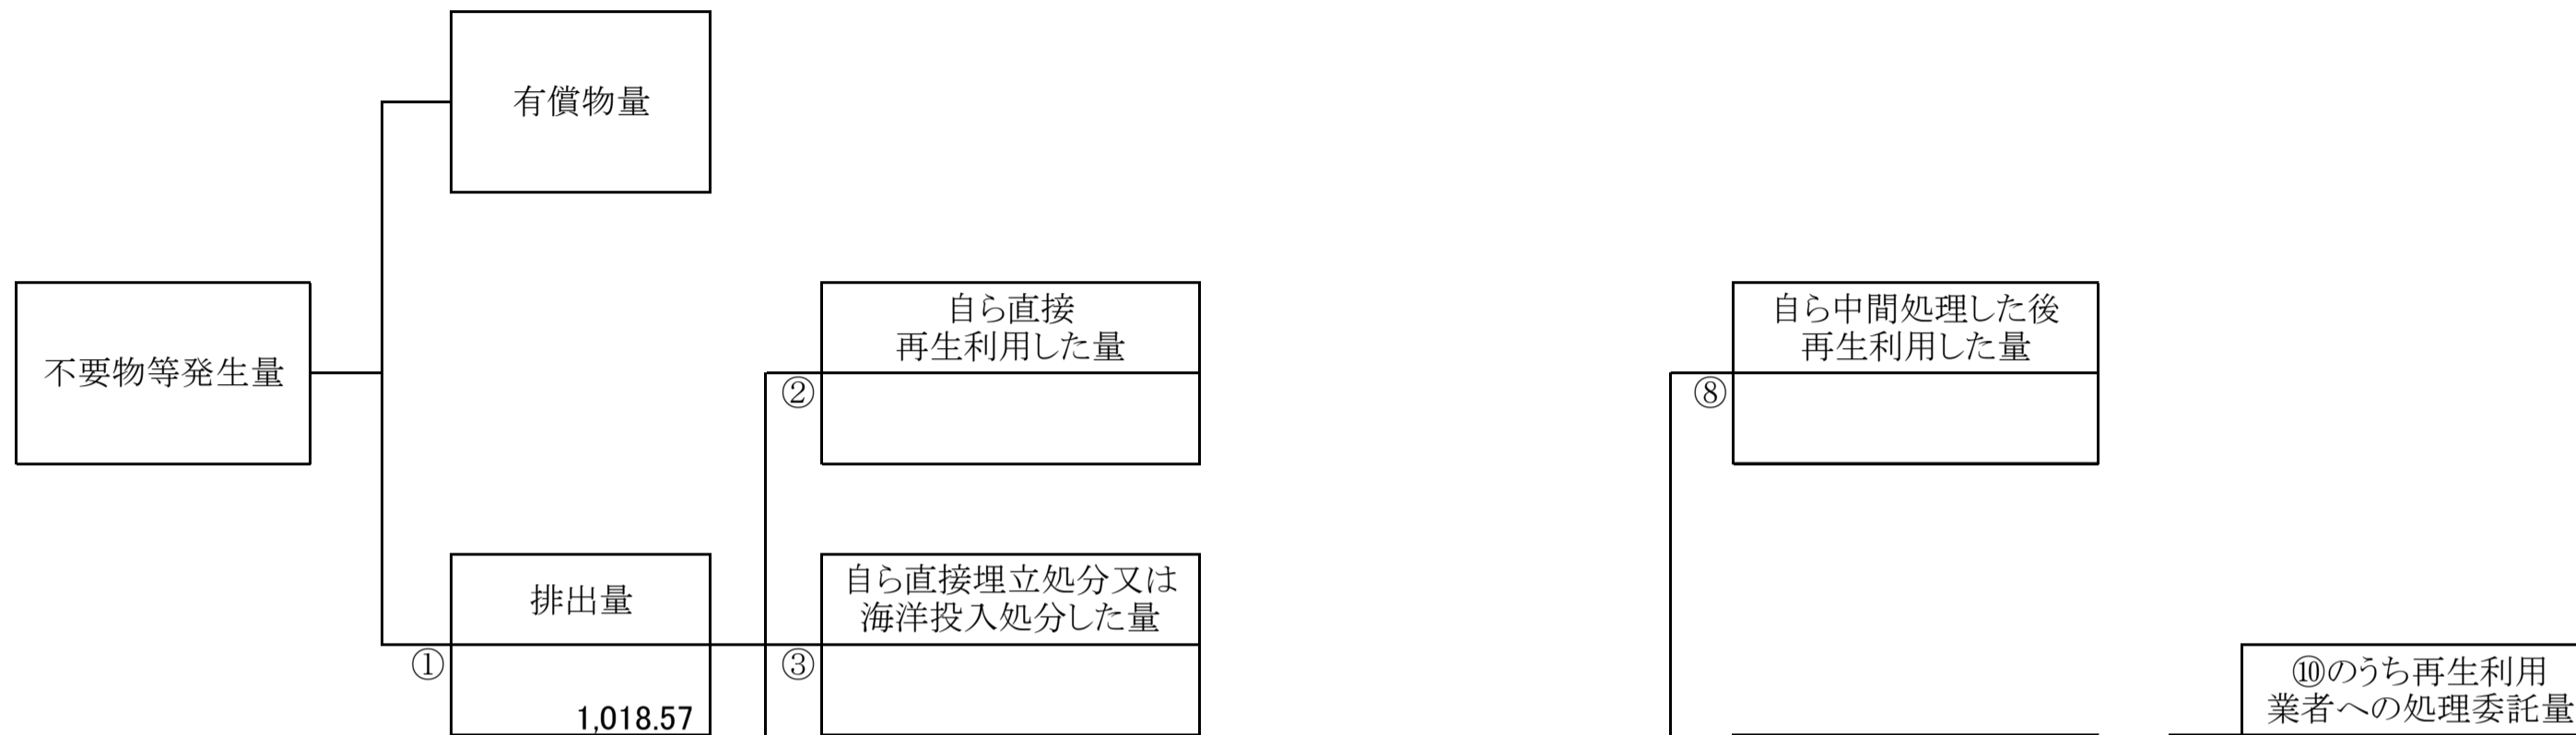 有償物量
不要物等発生量
自ら直接
再生利用した量
②
自ら中間処理した後
再生利用した量
⑧
排出量
①
1,018.57
自ら直接埋立処分又は
海洋投入処分した量
③
⑩のうち再生利用
業者への処理委託量